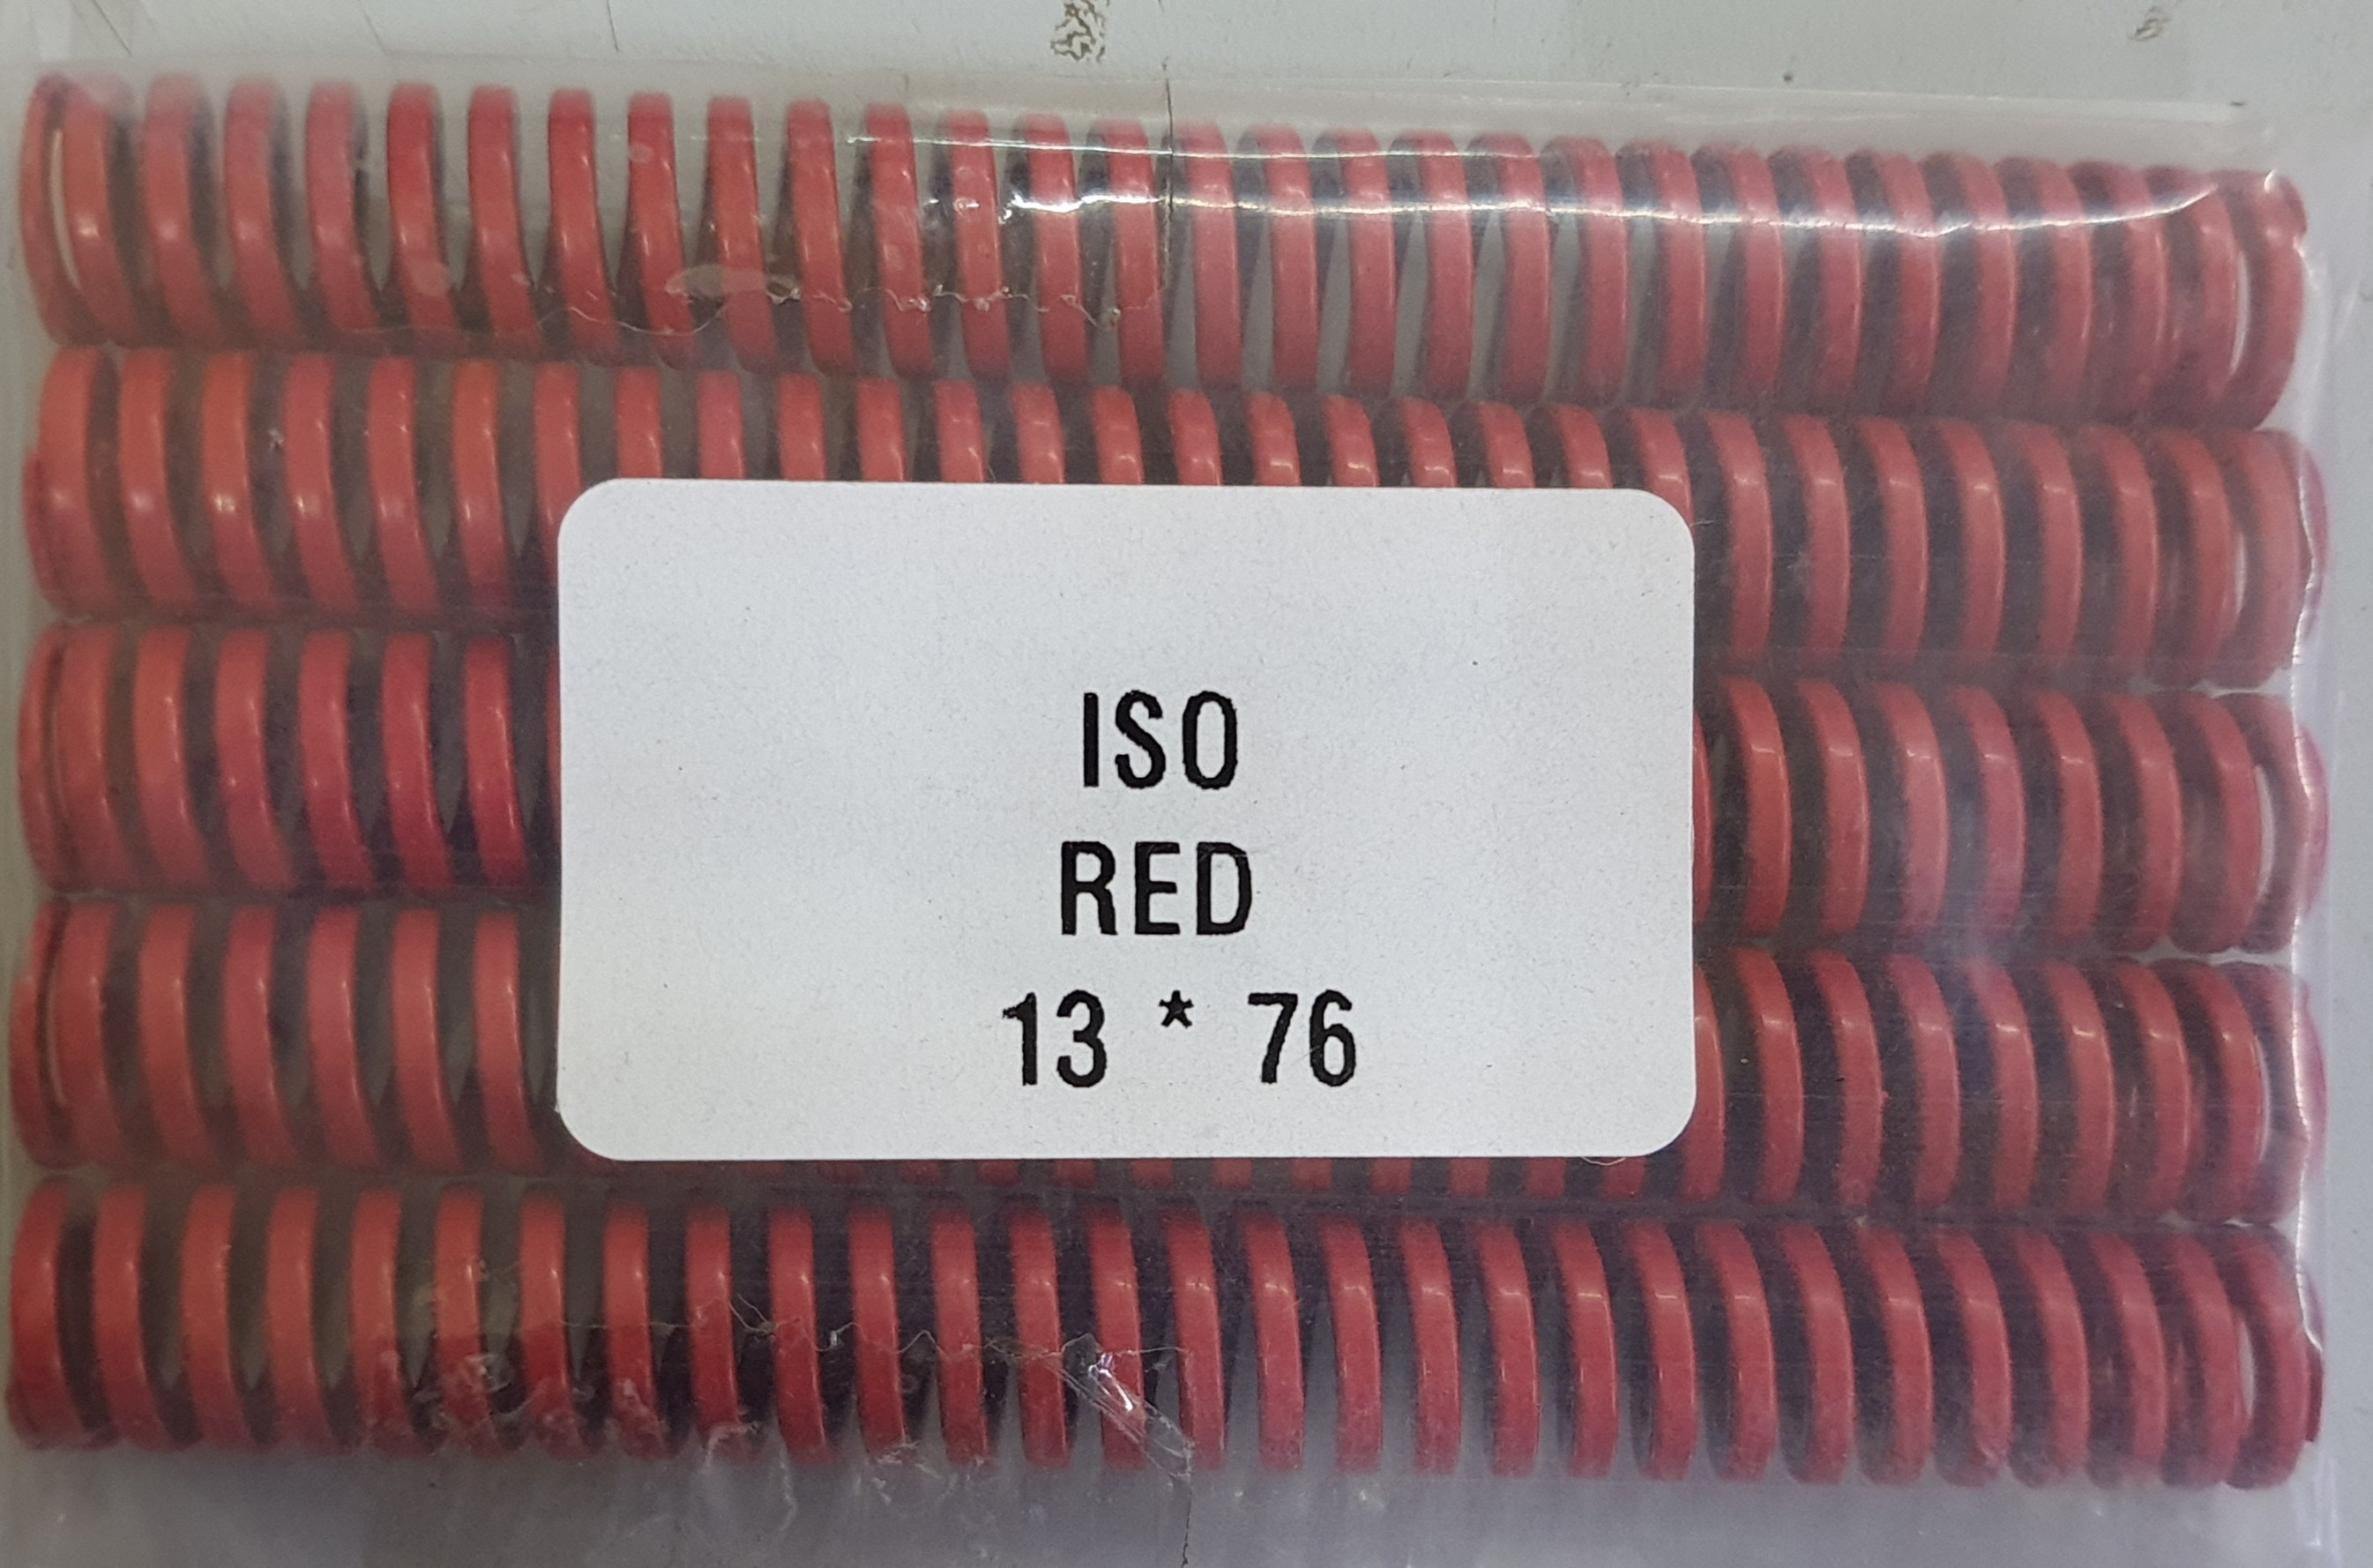 ISO
RED
13 * 76